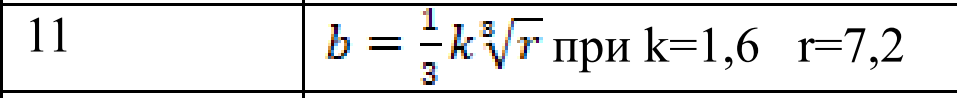 11 b = 1/3 k ⁸√r при k=1,6 r=7,2